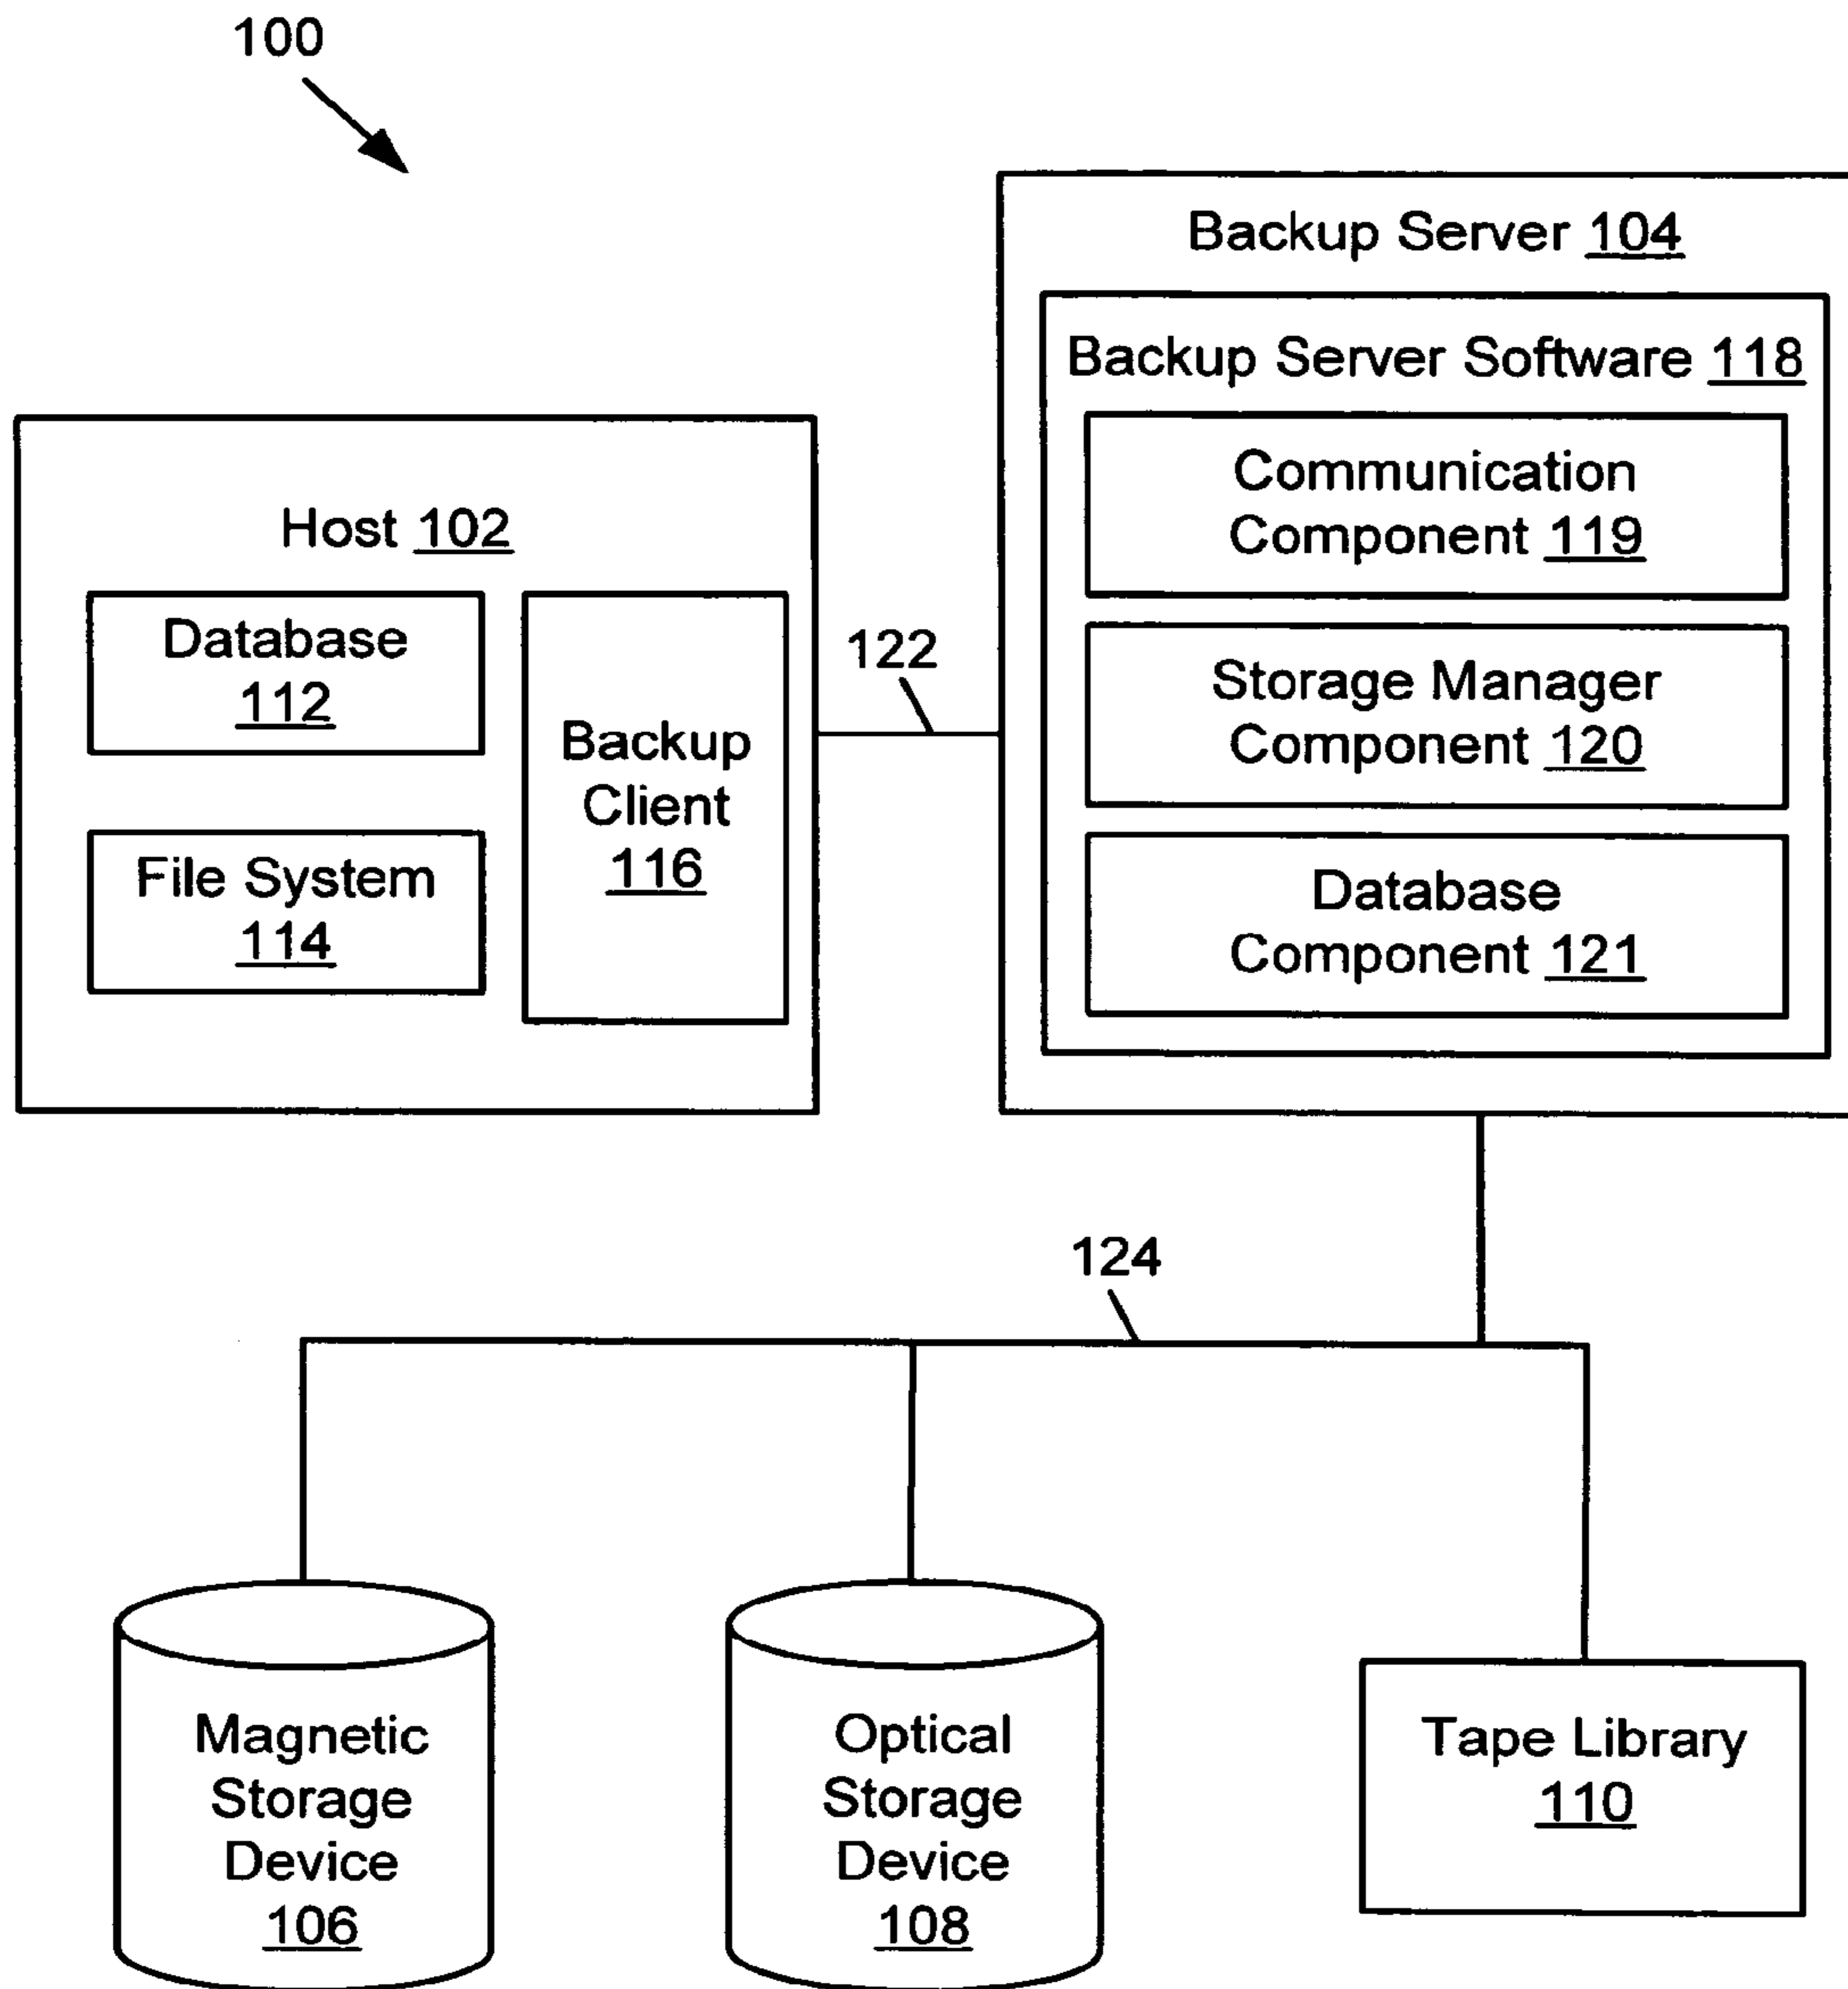 100
Backup Server 104
Backup Server Software 118
Communication
Component 119
Storage Manager
Component 120
Database
Component 121
Host 102
Database
112
File System
114
Backup
Client
116
122
124
Magnetic
Storage
Device
106
Optical
Storage
Device
108
Tape Library
110